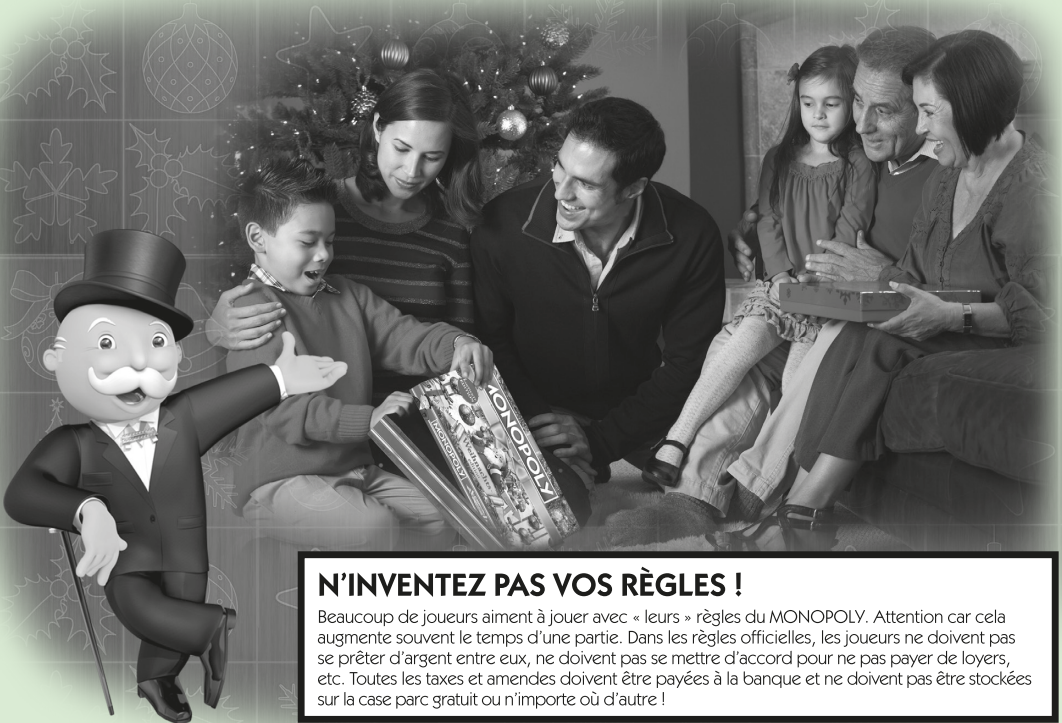 MONOPOLY
MONOPOLY
N'INVENTEZ PAS VOS RÈGLES !
Beaucoup de joueurs aiment à jouer avec « leurs » règles du MONOPOLY. Attention car cela
augmente souvent le temps d'une partie. Dans les règles officielles, les joueurs ne doivent pas
se prêter d'argent entre eux, ne doivent pas se mettre d'accord pour ne pas payer de loyers,
etc. Toutes les taxes et amendes doivent être payées à la banque et ne doivent pas être stockées
sur la case parc gratuit ou n'importe où d'autre !